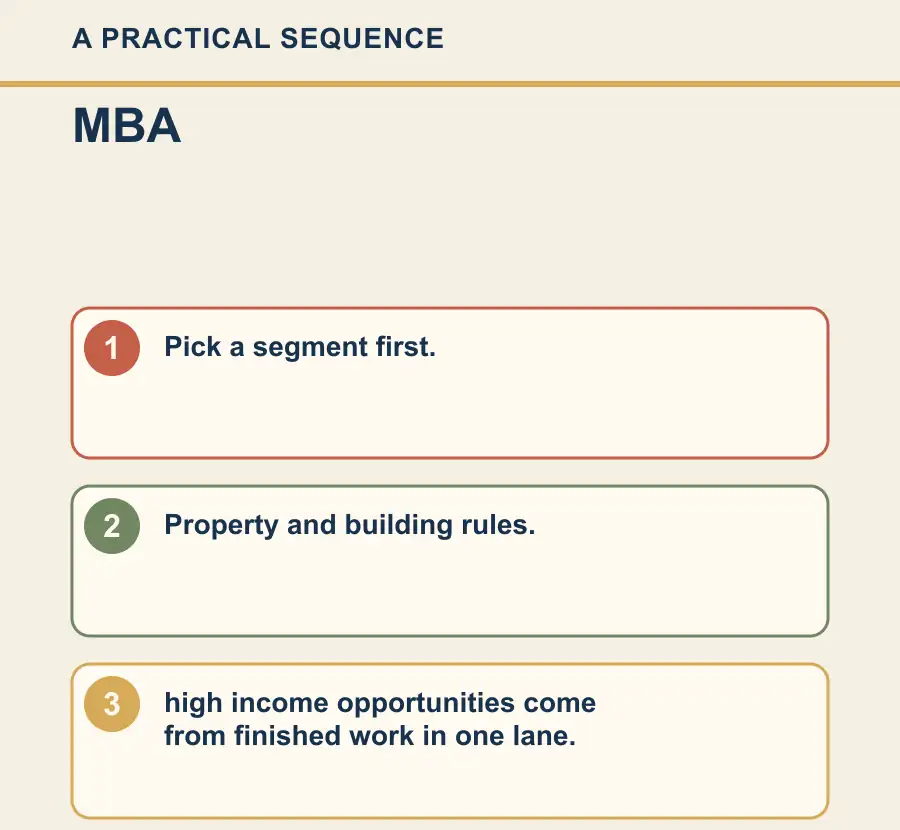 A PRACTICAL SEQUENCE
MBA
1
Pick a segment first.
2
Property and building rules.
3
high income opportunities come
from finished work in one lane.